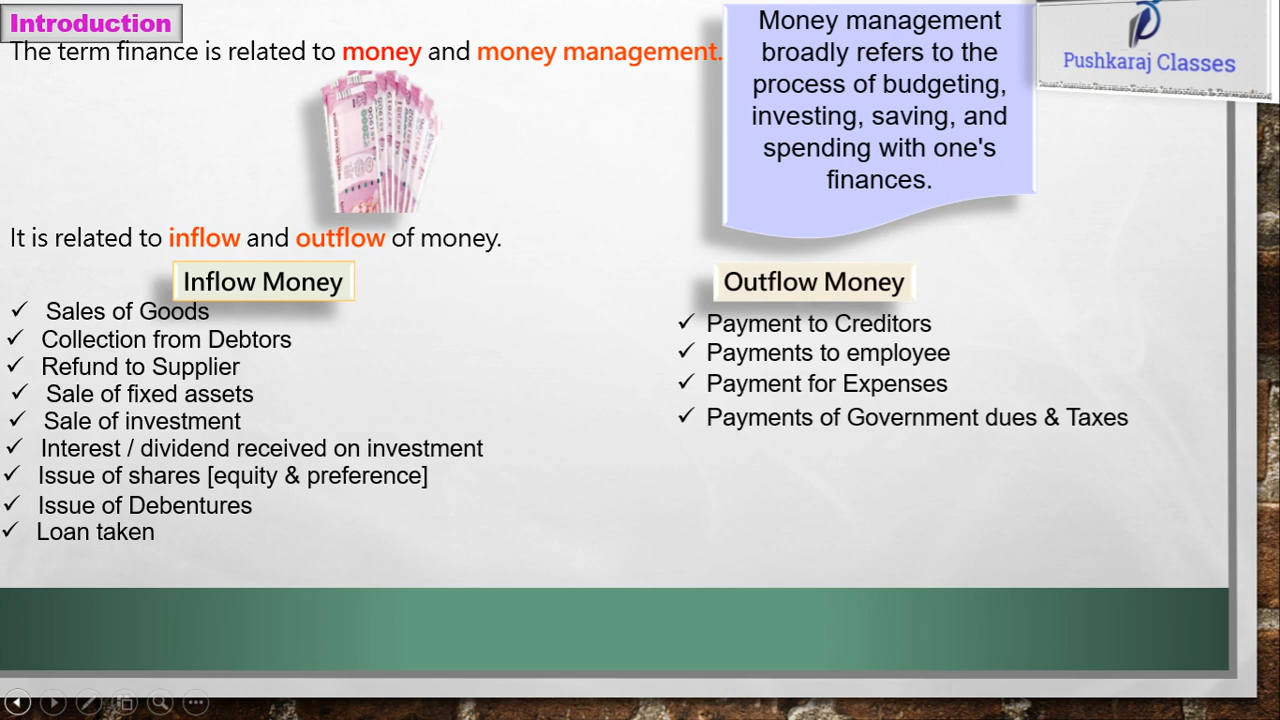 Introduction
The term finance is related to money and money management.
Money management
broadly refers to the
process of budgeting,
investing, saving, and
spending with one's
finances.
Pushkaraj Classes
It is related to inflow and outflow of money.
Inflow Money
✓ Sales of Goods
✓ Collection from Debtors
✓ Refund to Supplier
✓ Sale of fixed assets
✓ Sale of investment
✓ Interest / dividend received on investment
✓ Issue of shares [equity & preference]
✓ Issue of Debentures
✓ Loan taken
Outflow Money
✓ Payment to Creditors
✓ Payments to employee
✓ Payment for Expenses
✓ Payments of Government dues & Taxes